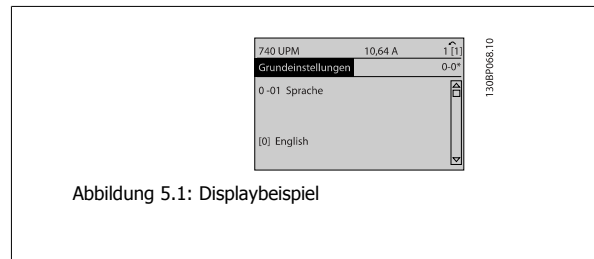 740 UPM 10,64 A 1 [1]
Grundeinstellungen 0-0*
0 -01 Sprache
[0] English
130BP068.10
Abbildung 5.1: Displaybeispiel